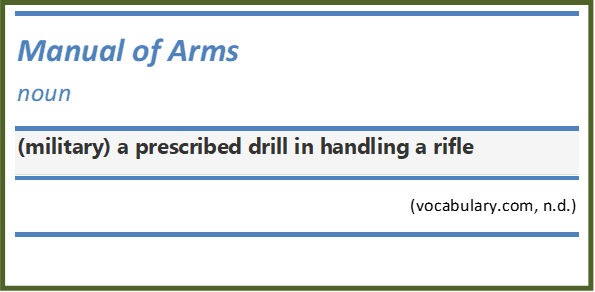 Manual of Arms
noun
(military) a prescribed drill in handling a rifle
(vocabulary.com, n.d.)